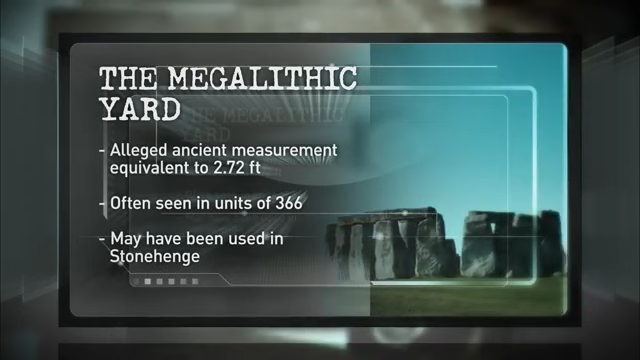 THE MEGALITHIC
YARD
- Alleged ancient measurement
equivalent to 2.72 ft
- Often seen in units of 366
- May have been used in
Stonehenge